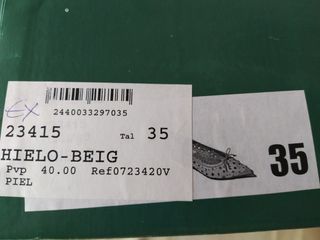 EX
2440033297035
23415 Tal 35
HIELO-BEIG
Pvp 40.00 Ref0723420V
PIEL
35